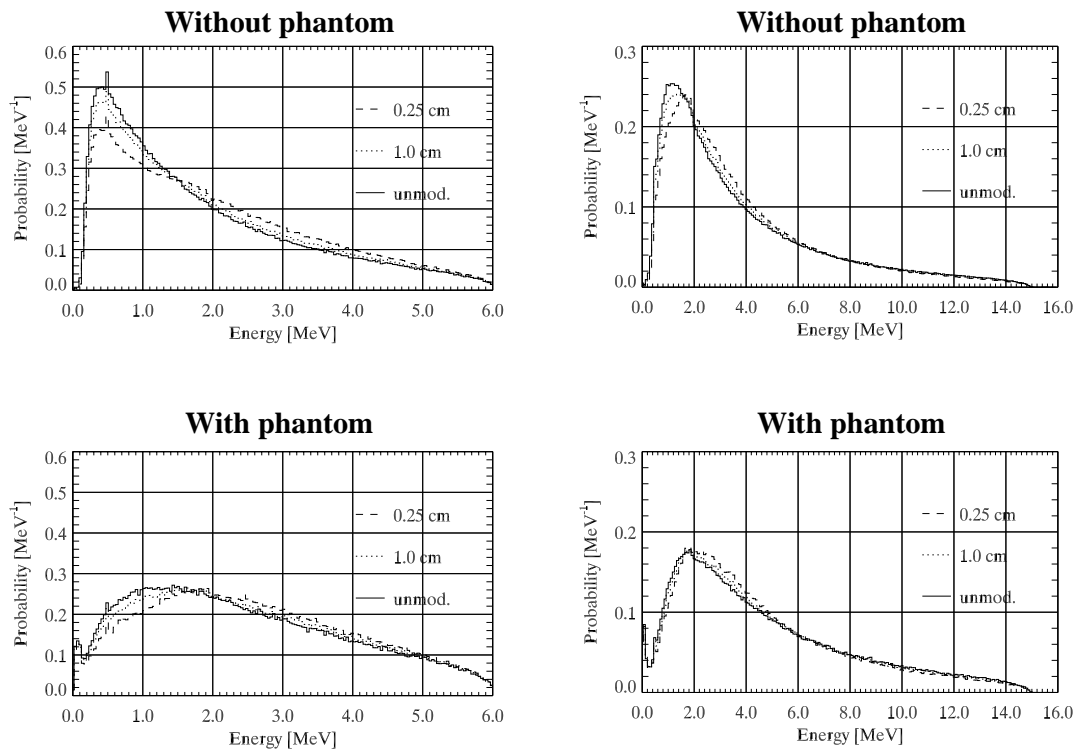 Without phantom
0.6
0.5
0.4
0.3
0.2
0.1
0.0
Probability [MeV-1]
0.25 cm
1.0 cm
unmod.
0.0 1.0 2.0 3.0 4.0 5.0 6.0
Energy [MeV]
Without phantom
0.3
0.2
0.1
0.0
Probability [MeV-1]
0.25 cm
1.0 cm
unmod.
0.0 2.0 4.0 6.0 8.0 10.0 12.0 14.0 16.0
Energy [MeV]
With phantom
0.6
0.5
0.4
0.3
0.2
0.1
0.0
Probability [MeV-1]
0.25 cm
1.0 cm
unmod.
0.0 1.0 2.0 3.0 4.0 5.0 6.0
Energy [MeV]
With phantom
0.3
0.2
0.1
0.0
Probability [MeV-1]
0.25 cm
1.0 cm
unmod.
0.0 2.0 4.0 6.0 8.0 10.0 12.0 14.0 16.0
Energy [MeV]